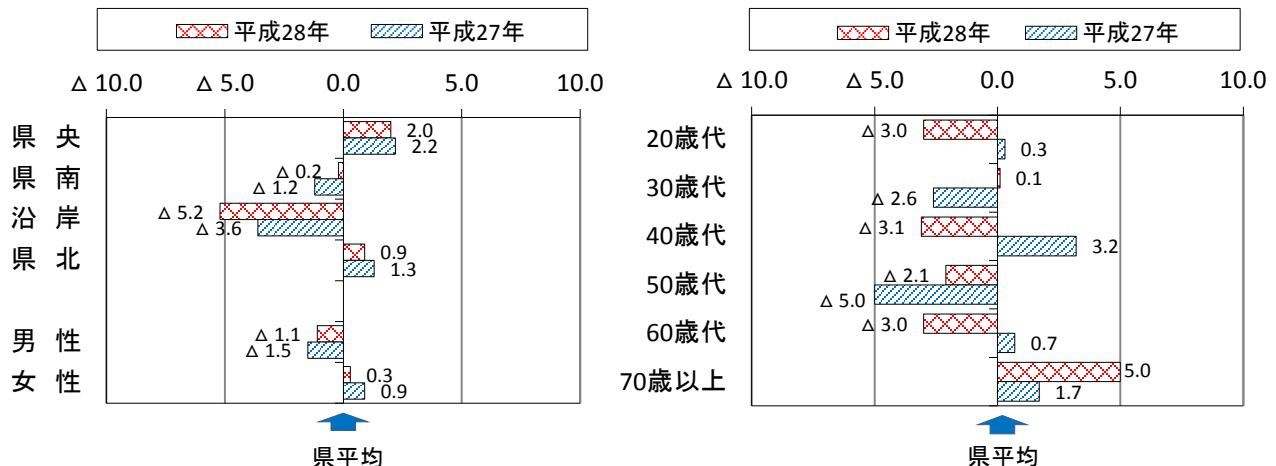 平成28年 平成27年
△ 10.0 △ 5.0 0.0 5.0 10.0
県 央 2.0
2.2
県 南 △ 0.2
△ 1.2
沿 岸 △ 5.2
△ 3.6
県 北 0.9
1.3
男 性 △ 1.1
△ 1.5
女 性 0.3
0.9
県平均
平成28年 平成27年
△ 10.0 △ 5.0 0.0 5.0 10.0
20歳代 △ 3.0
0.3
30歳代 0.1
△ 2.6
40歳代 △ 3.1
3.2
50歳代 △ 2.1
△ 5.0
60歳代 △ 3.0
0.7
70歳以上 5.0
1.7
県平均